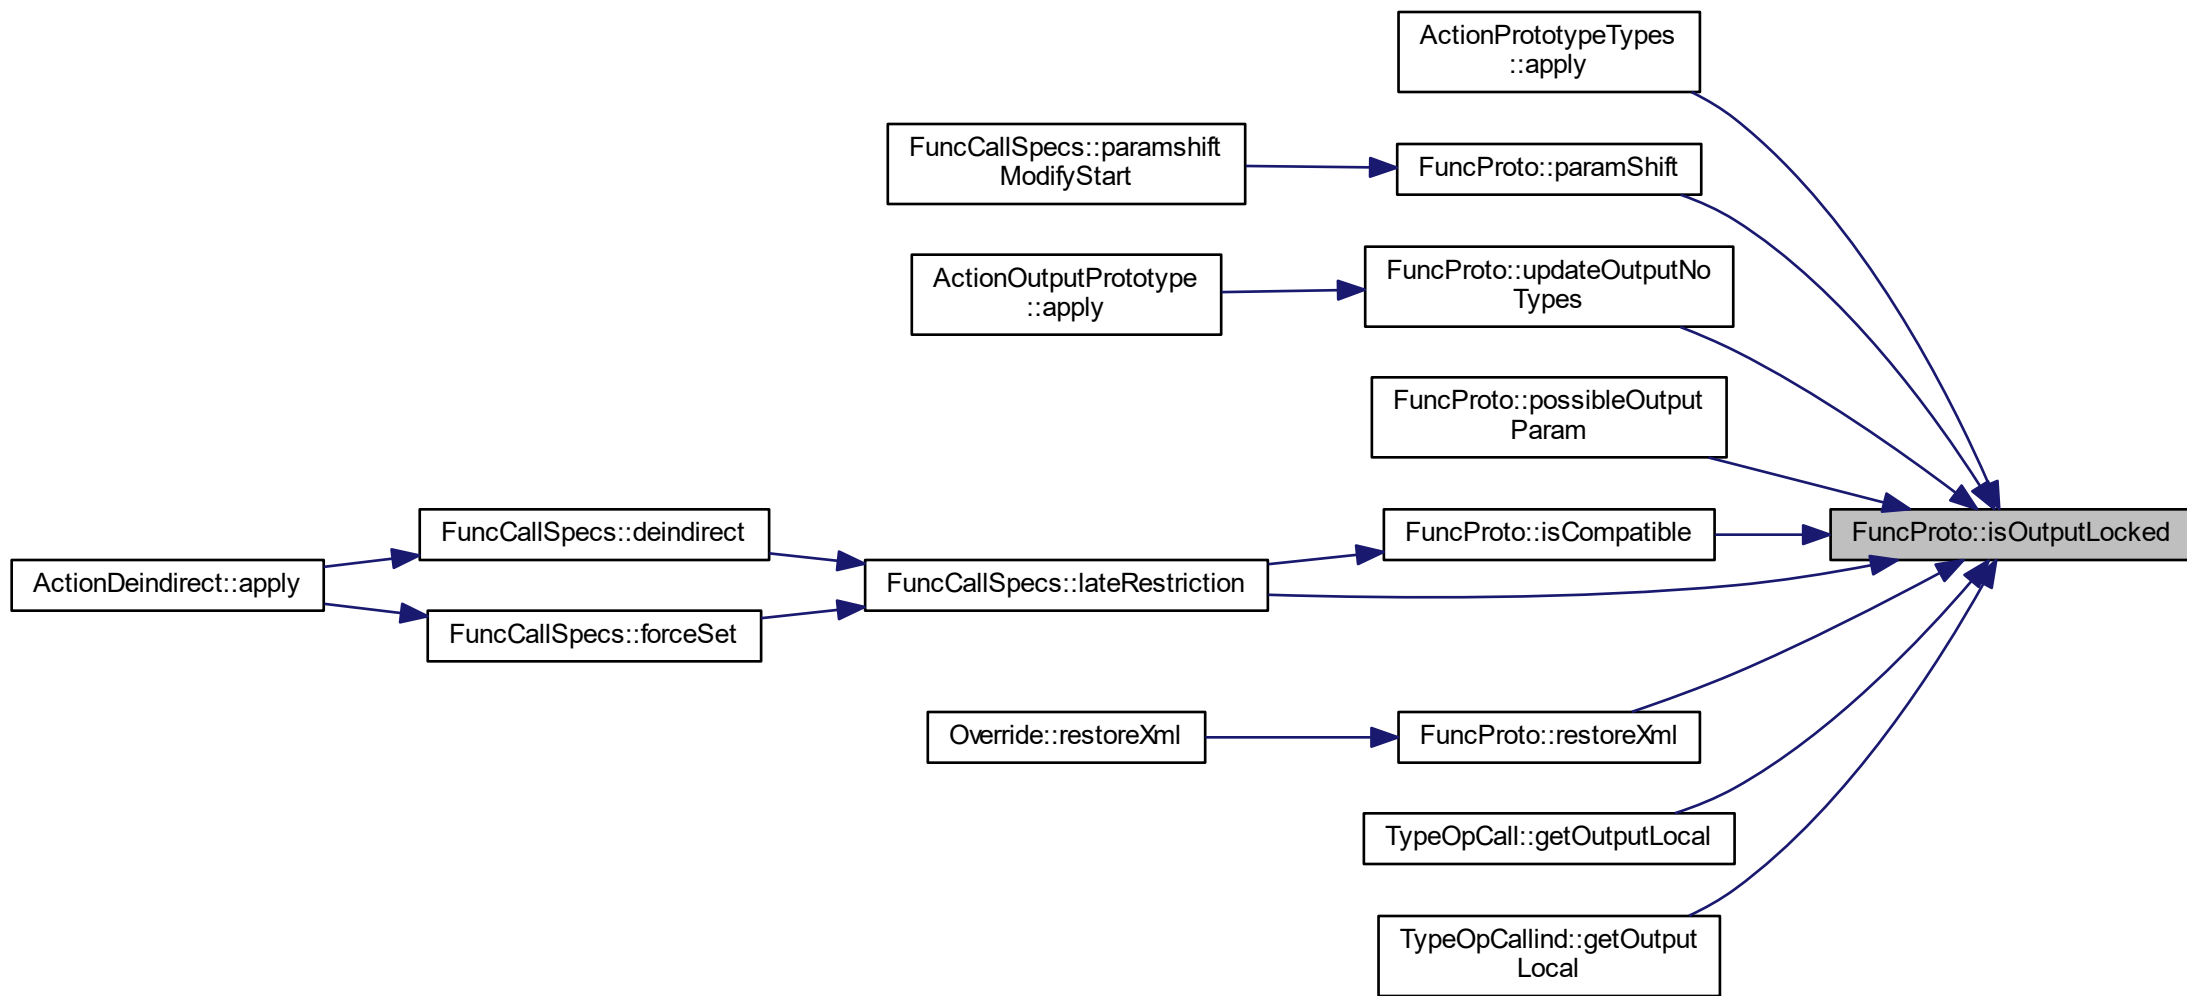 ActionPrototypeTypes
::apply
FuncCallSpecs::paramshift
ModifyStart
FuncProto::paramShift
ActionOutputPrototype
::apply
FuncProto::updateOutputNo
Types
FuncProto::possibleOutput
Param
FuncCallSpecs::deindirect
FuncProto::isCompatible
FuncProto::isOutputLocked
ActionDeindirect::apply
FuncCallSpecs::lateRestriction
FuncCallSpecs::forceSet
Override::restoreXml
FuncProto::restoreXml
TypeOpCall::getOutputLocal
TypeOpCallind::getOutput
Local